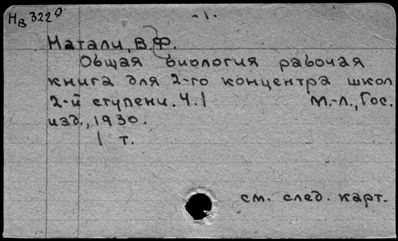 Нв 3220
- 1.
Натали, В.Ф.
Общая биология рабочая
книга для 2-го концентра школ
2-й ступени. Ч.1 М.-Л., Гос.
изд., 1930.
1 т.
см. след. карт.